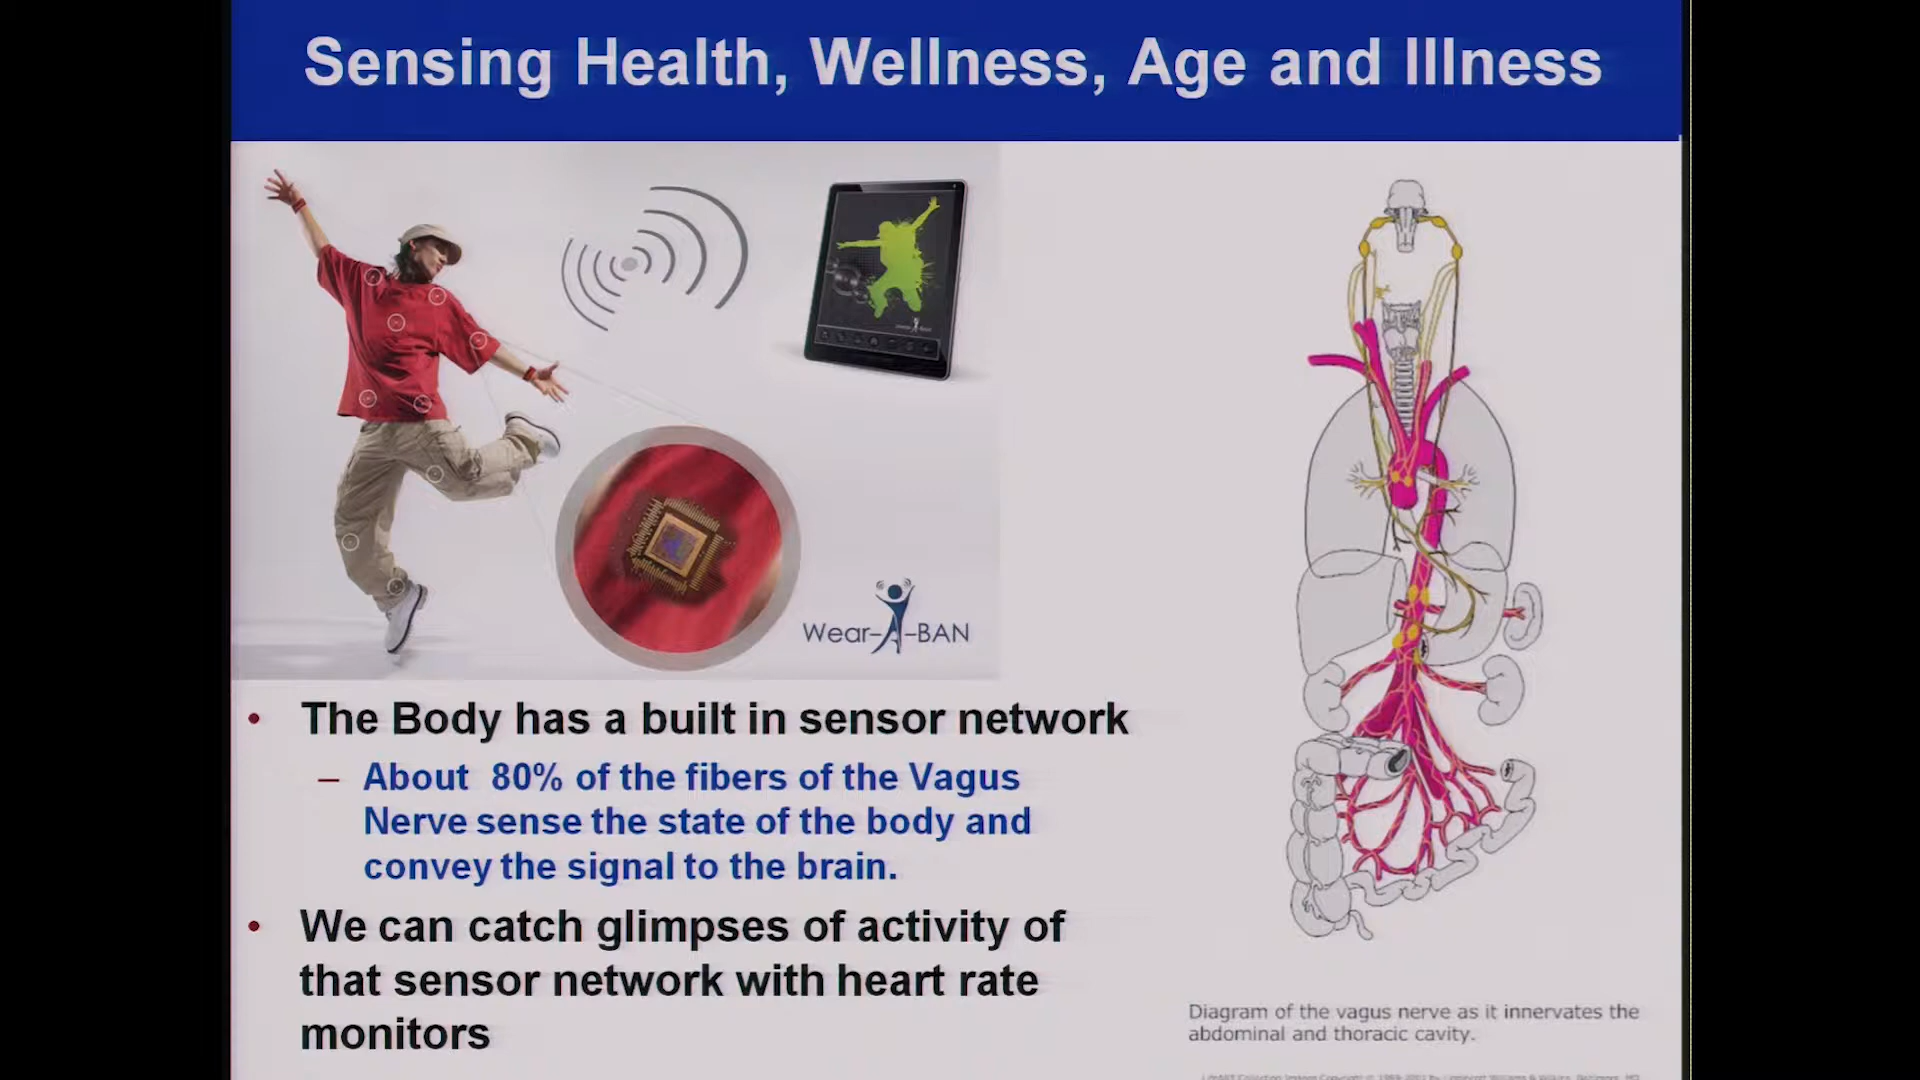 Sensing Health, Wellness, Age and Illness
Wear-A-BAN
• The Body has a built in sensor network
– About 80% of the fibers of the Vagus
Nerve sense the state of the body and
convey the signal to the brain.
• We can catch glimpses of activity of
that sensor network with heart rate
monitors
Diagram of the vagus nerve as it innervates the
abdominal and thoracic cavity.